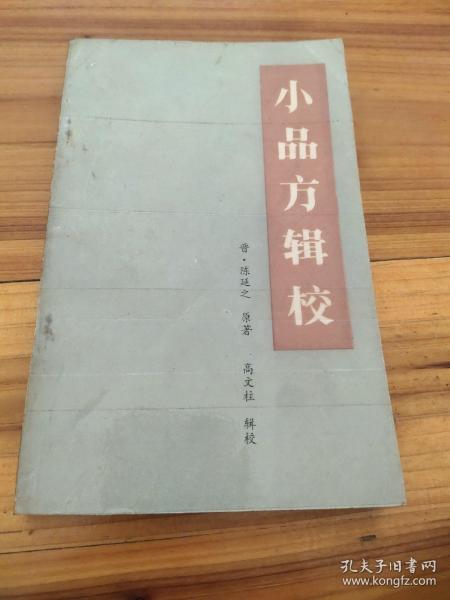 小品方辑校
晋·陈延之 原著
高文柱 辑校
孔夫子旧书网
www.kongfz.com